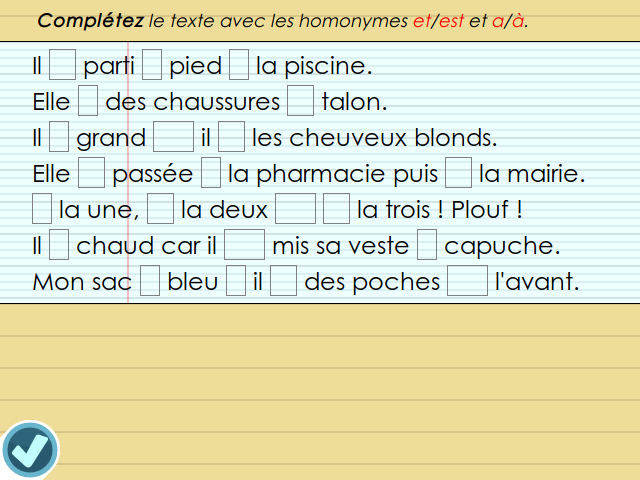 Complétez le texte avec les homonymes et/est et a/à.
Il parti pied la piscine.
Elle des chaussures talon.
Il grand il les cheuveux blonds.
Elle passée la pharmacie puis la mairie.
la une, la deux la trois ! Plouf !
Il chaud car il mis sa veste capuche.
Mon sac bleu il des poches l'avant.